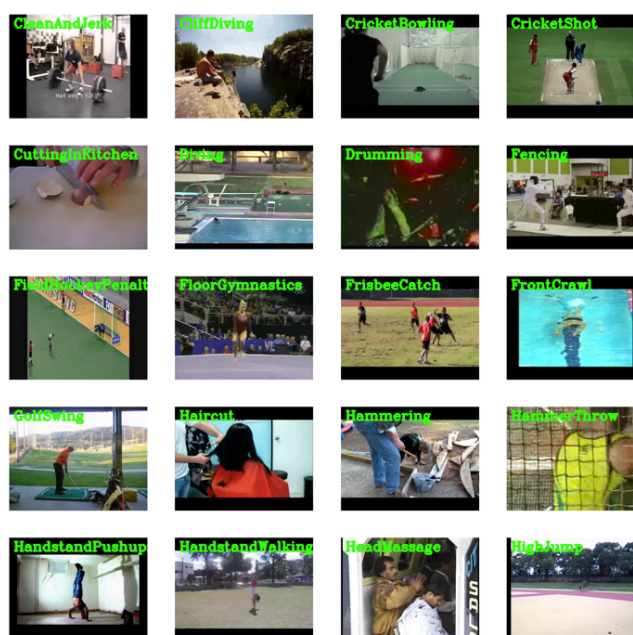 CleanAndJerk
CliffDiving
CricketBowling
CricketShot
CuttingInKitchen
Diving
Drumming
Fencing
FieldHockeyPenalt
FloorGymnastics
FrisbeeCatch
FrontCrawl
GolfSwing
Haircut
Hammering
HammerThrow
HandstandPushup
HandstandWalking
HeadMassage
HighJump